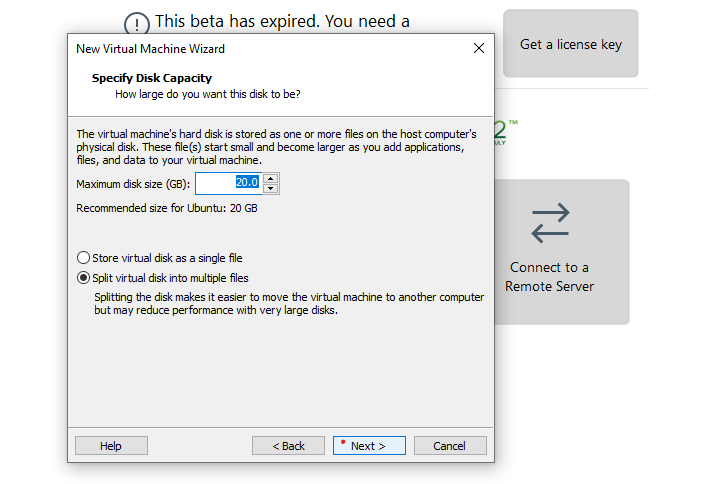 This beta has expired. You need a
Get a license key
New Virtual Machine Wizard
Specify Disk Capacity
How large do you want this disk to be?
The virtual machine's hard disk is stored as one or more files on the host computer's
physical disk. These file(s) start small and become larger as you add applications,
files, and data to your virtual machine.
Maximum disk size (GB): 20.0
Recommended size for Ubuntu: 20 GB
Store virtual disk as a single file
Split virtual disk into multiple files
Splitting the disk makes it easier to move the virtual machine to another computer
but may reduce performance with very large disks.
2™
Connect to a
Remote Server
Help
< Back
Next >
Cancel